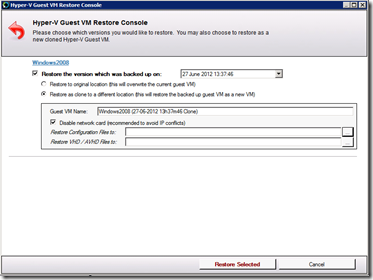 Hyper-V Guest VM Restore Console
Hyper-V Guest VM Restore Console
Please choose which versions you would like to restore. You may also choose to restore as
a new cloned Hyper-V Guest VM.
Windows2008
Restore the version which was backed up on: 27 June 2012 13:37:46
Restore to original location (this will overwrite the current guest VM)
Restore as clone to a different location (this will restore the backed up guest VM as a new VM)
Guest VM Name: Windows2008 (27-06-2012 13h37m46 Clone)
Disable network card (recommended to avoid IP conflicts)
Restore Configuration Files to: ...
Restore VHD / AVHD Files to: ...
Restore Selected Cancel